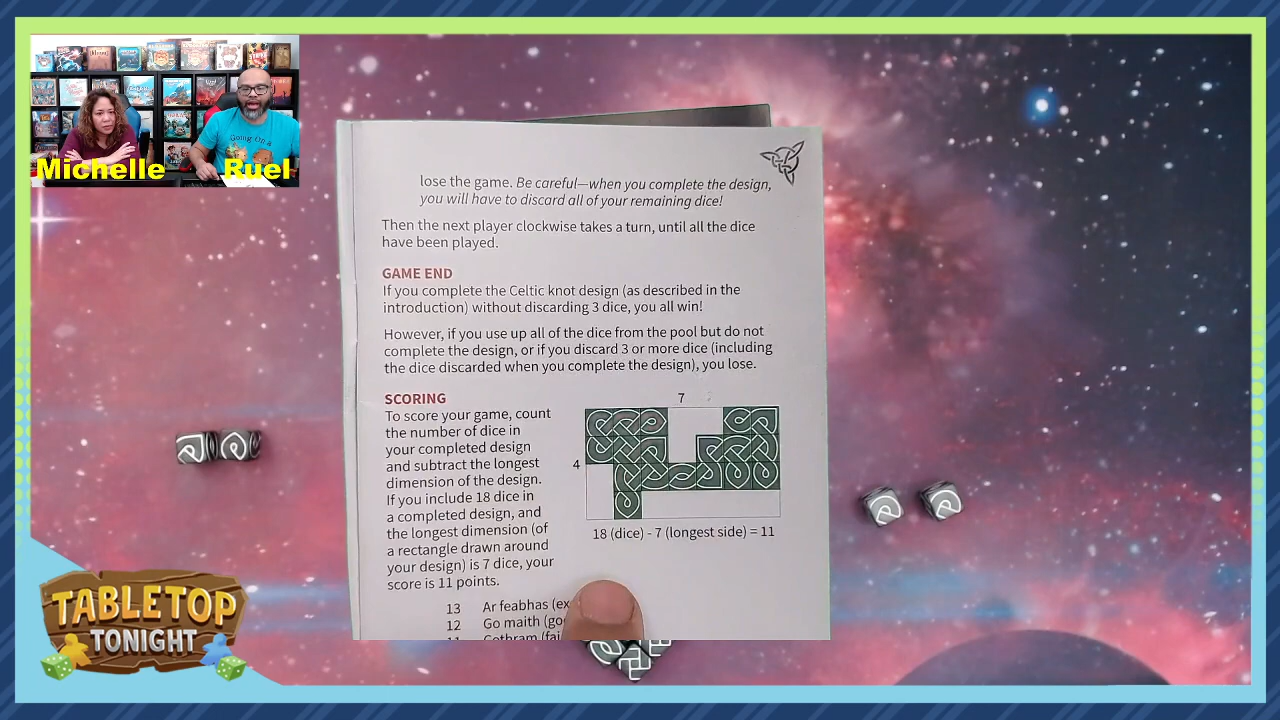 Going On a
Michelle
Ruel
lose the game. Be careful—when you complete the design,
you will have to discard all of your remaining dice!
Then the next player clockwise takes a turn, until all the dice
have been played.
GAME END
If you complete the Celtic knot design (as described in the
introduction) without discarding 3 dice, you all win!
However, if you use up all of the dice from the pool but do not
complete the design, or if you discard 3 or more dice (including
the dice discarded when you complete the design), you lose.
SCORING
To score your game, count
the number of dice in
your completed design
and subtract the longest
dimension of the design.
If you include 18 dice in
a completed design, and
the longest dimension (of
a rectangle drawn around
your design) is 7 dice, your
score is 11 points.
7
4
18 (dice) - 7 (longest side) = 11
13 Ar feabhas (ex
12 Go maith (goo
11 Cothram (fai
TABLETOP
TONIGHT